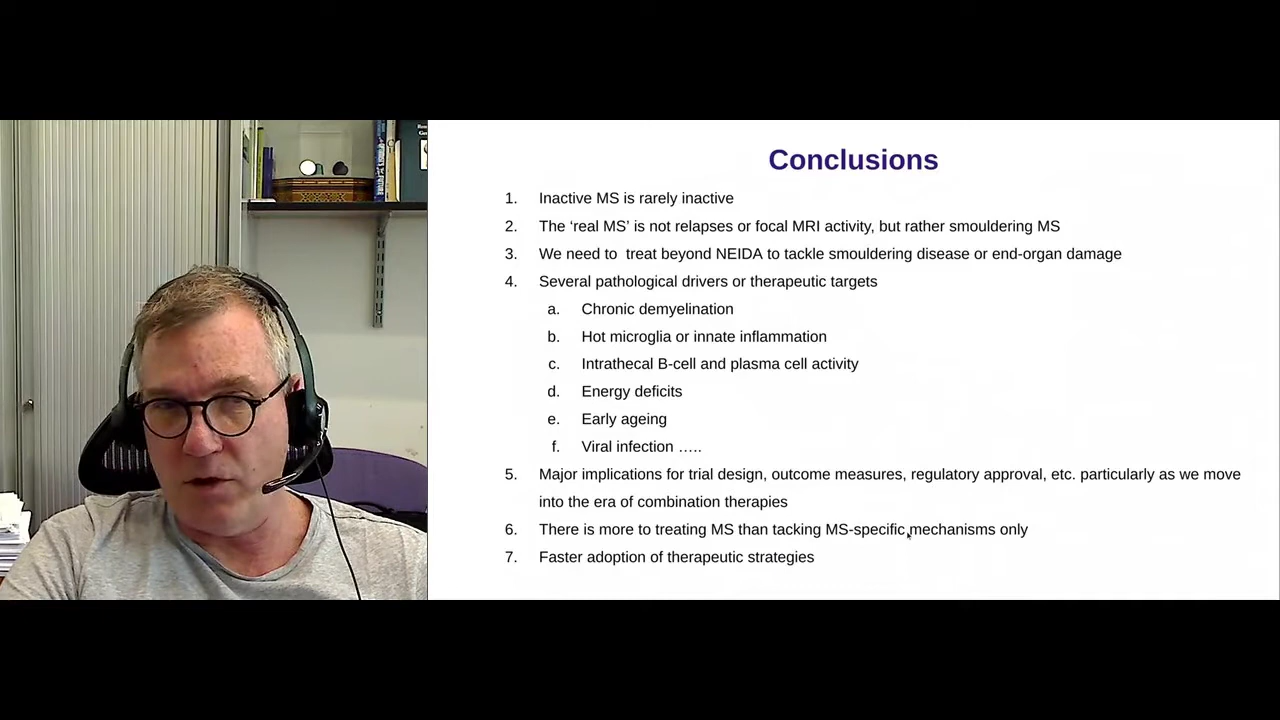 Conclusions
1. Inactive MS is rarely inactive
2. The ‘real MS’ is not relapses or focal MRI activity, but rather smouldering MS
3. We need to  treat beyond NEIDA to tackle smouldering disease or end-organ damage
4. Several pathological drivers or therapeutic targets
a. Chronic demyelination
b. Hot microglia or innate inflammation
c. Intrathecal B-cell and plasma cell activity
d. Energy deficits
e. Early ageing
f. Viral infection …..
5. Major implications for trial design, outcome measures, regulatory approval, etc. particularly as we move
into the era of combination therapies
6. There is more to treating MS than tacking MS-specific mechanisms only
7. Faster adoption of therapeutic strategies